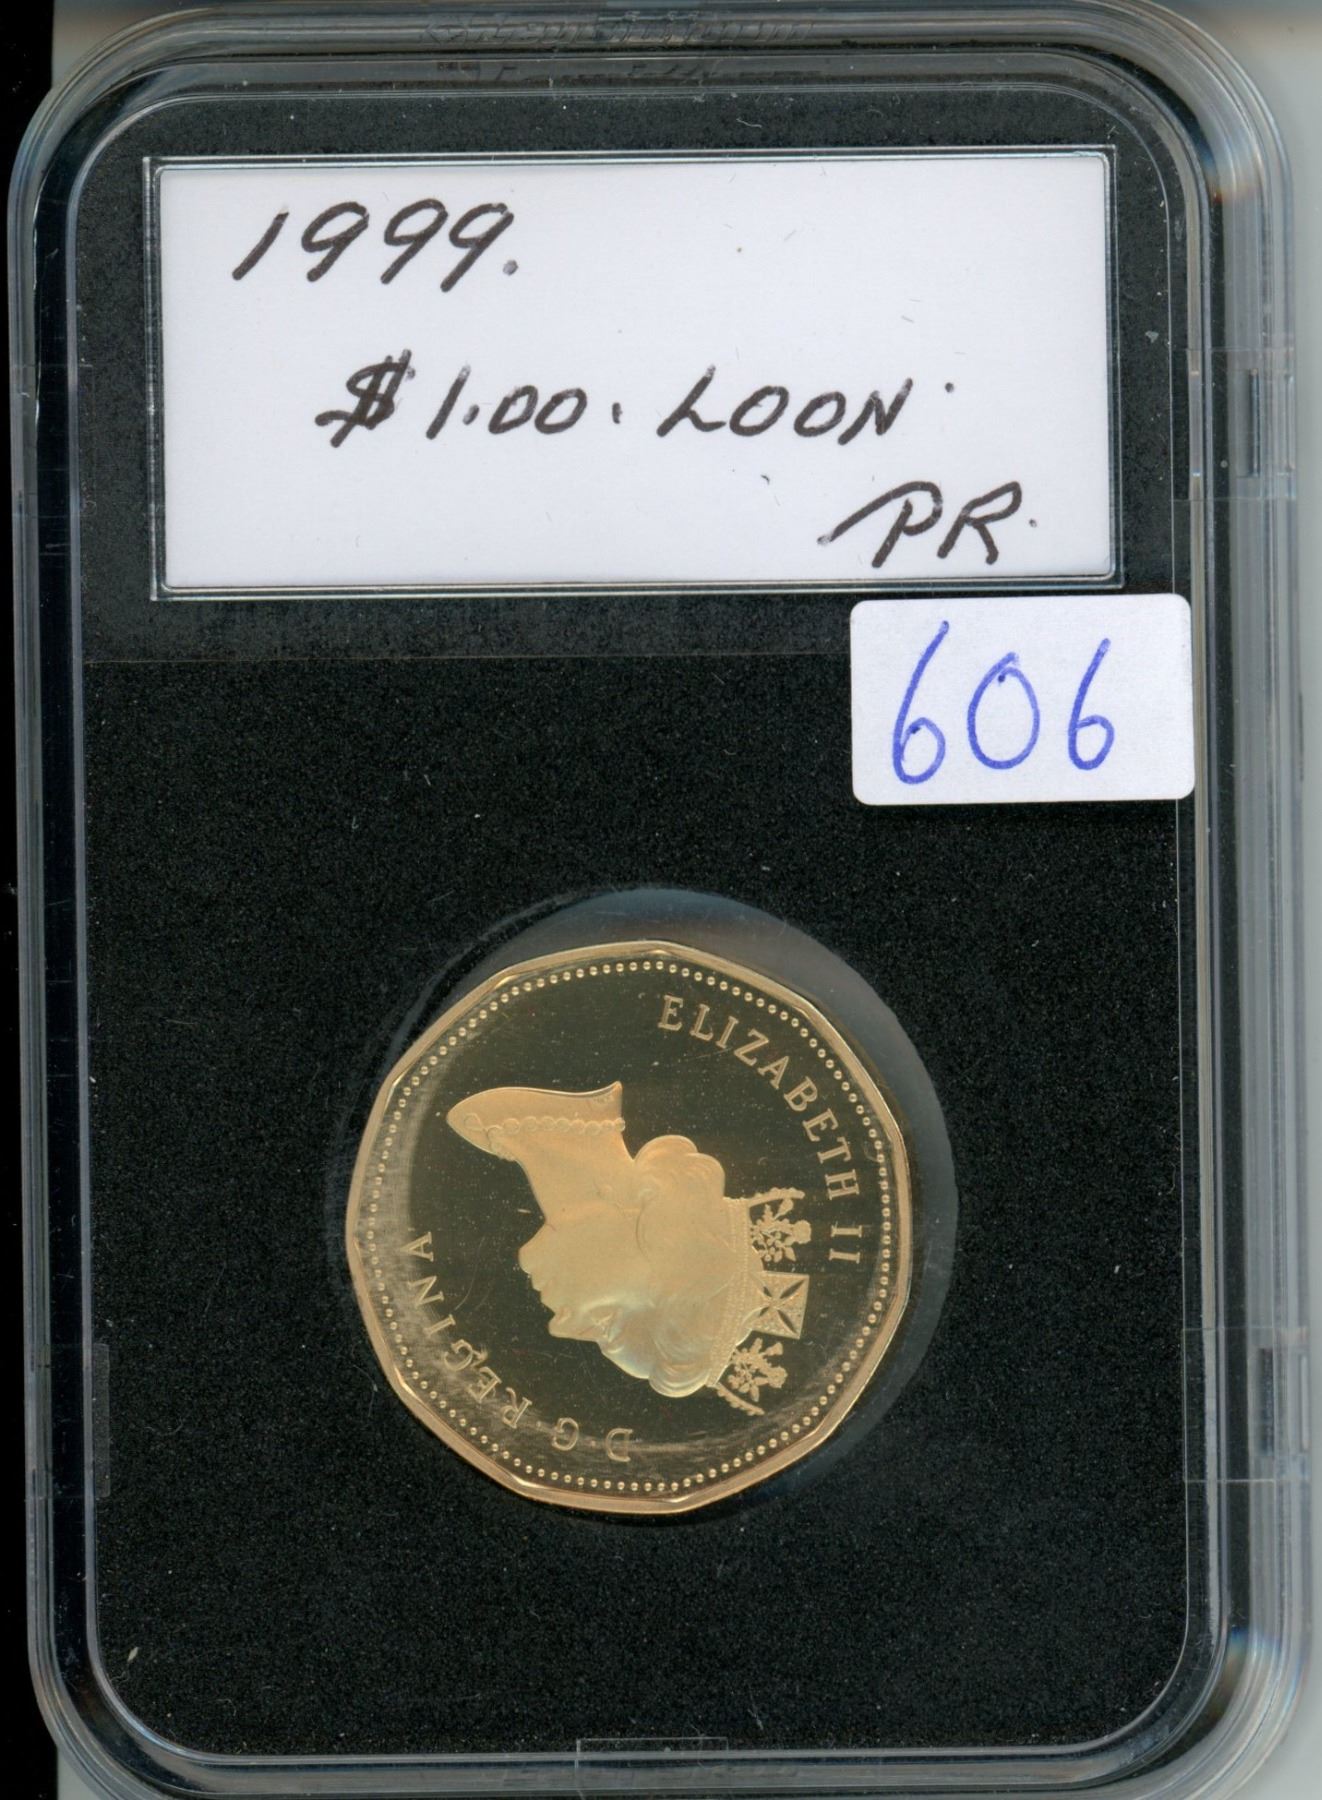 1999.
$1.00. LOON.
PR.
606
ELIZABETH II
D·G·REGINA